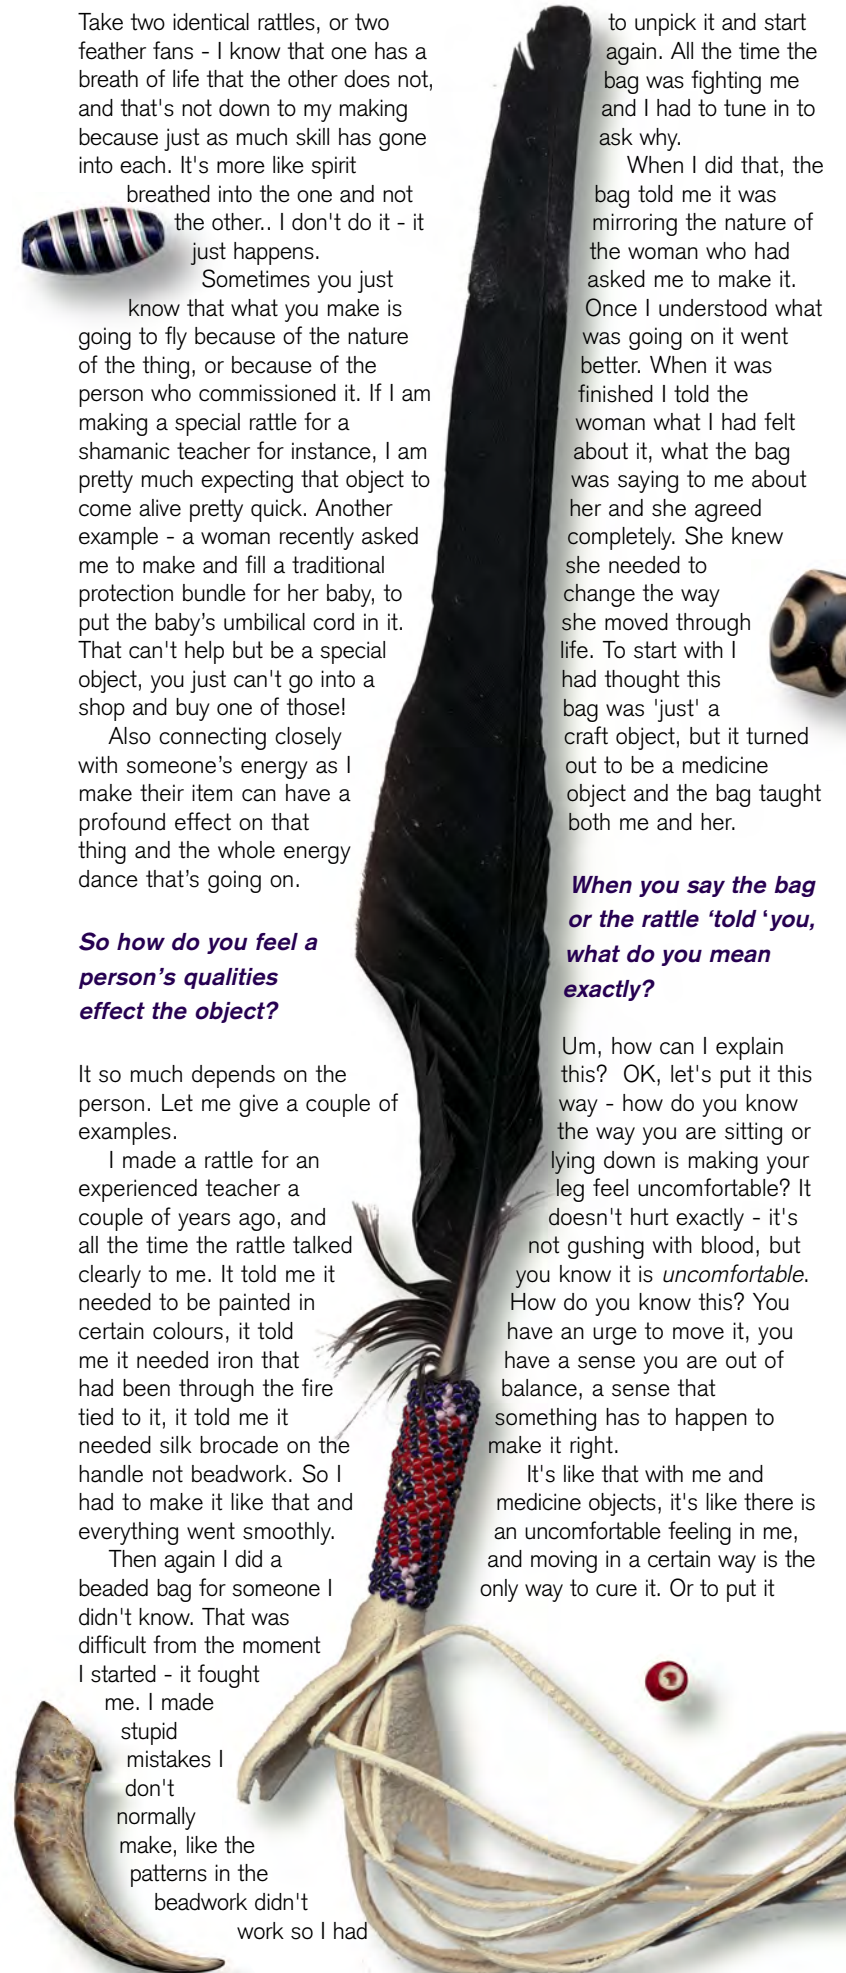 Take two identical rattles, or two
feather fans - I know that one has a
breath of life that the other does not,
and that's not down to my making
because just as much skill has gone
into each. It's more like spirit
breathed into the one and not
the other.. I don't do it - it
just happens.
Sometimes you just
know that what you make is
going to fly because of the nature
of the thing, or because of the
person who commissioned it. If I am
making a special rattle for a
shamanic teacher for instance, I am
pretty much expecting that object to
come alive pretty quick. Another
example - a woman recently asked
me to make and fill a traditional
protection bundle for her baby, to
put the baby’s umbilical cord in it.
That can't help but be a special
object, you just can't go into a
shop and buy one of those!
Also connecting closely
with someone’s energy as I
make their item can have a
profound effect on that
thing and the whole energy
dance that’s going on.
So how do you feel a
person’s qualities
effect the object?
It so much depends on the
person. Let me give a couple of
examples.
I made a rattle for an
experienced teacher a
couple of years ago, and
all the time the rattle talked
clearly to me. It told me it
needed to be painted in
certain colours, it told
me it needed iron that
had been through the fire
tied to it, it told me it
needed silk brocade on the
handle not beadwork. So I
had to make it like that and
everything went smoothly.
Then again I did a
beaded bag for someone I
didn't know. That was
difficult from the moment
I started - it fought
me. I made
stupid
mistakes I
don't
normally
make, like the
patterns in the
beadwork didn't
work so I had
to unpick it and start
again. All the time the
bag was fighting me
and I had to tune in to
ask why.
When I did that, the
bag told me it was
mirroring the nature of
the woman who had
asked me to make it.
Once I understood what
was going on it went
better. When it was
finished I told the
woman what I had felt
about it, what the bag
was saying to me about
her and she agreed
completely. She knew
she needed to
change the way
she moved through
life. To start with I
had thought this
bag was 'just' a
craft object, but it turned
out to be a medicine
object and the bag taught
both me and her.
When you say the bag
or the rattle ‘told ‘you,
what do you mean
exactly?
Um, how can I explain
this?  OK, let's put it this
way - how do you know
the way you are sitting or
lying down is making your
leg feel uncomfortable? It
doesn't hurt exactly - it's
not gushing with blood, but
you know it is uncomfortable.
How do you know this? You
have an urge to move it, you
have a sense you are out of
balance, a sense that
something has to happen to
make it right.
It's like that with me and
medicine objects, it's like there is
an uncomfortable feeling in me,
and moving in a certain way is the
only way to cure it. Or to put it